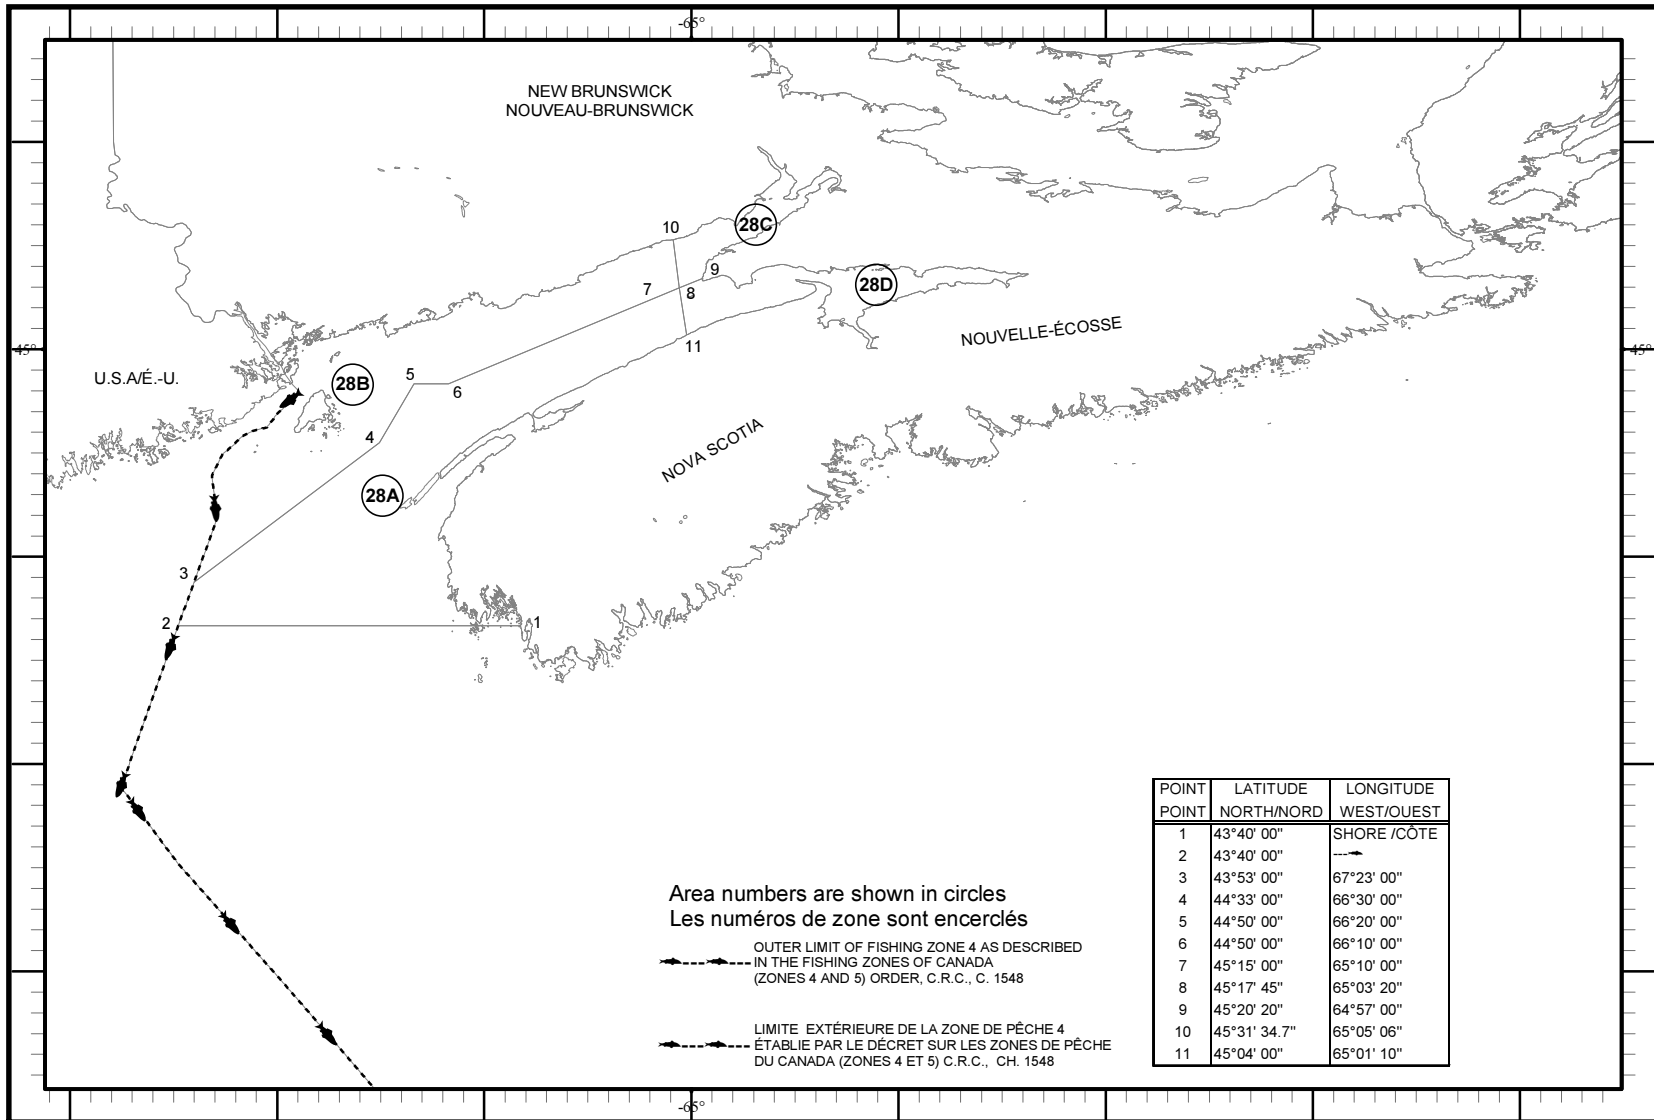 -65°
NEW BRUNSWICK
NOUVEAU-BRUNSWICK
10
28C
9
7
8
28D
11
NOUVELLE-ÉCOSSE
45°
45°
U.S.A/É.-U.
28B
5
6
4
NOVA SCOTIA
28A
3
2
1
POINT LATITUDE LONGITUDE
POINT NORTH/NORD WEST/OUEST
1 43°40' 00" SHORE /CÔTE
2 43°40' 00"
3 43°53' 00" 67°23' 00"
4 44°33' 00" 66°30' 00"
5 44°50' 00" 66°20' 00"
6 44°50' 00" 66°10' 00"
7 45°15' 00" 65°10' 00"
8 45°17' 45" 65°03' 20"
9 45°20' 20" 64°57' 00"
10 45°31' 34.7" 65°05' 06"
11 45°04' 00" 65°01' 10"
Area numbers are shown in circles
Les numéros de zone sont encerclés
OUTER LIMIT OF FISHING ZONE 4 AS DESCRIBED
IN THE FISHING ZONES OF CANADA
(ZONES 4 AND 5) ORDER, C.R.C., C. 1548
LIMITE EXTÉRIEURE DE LA ZONE DE PÊCHE 4
ÉTABLIE PAR LE DÉCRET SUR LES ZONES DE PÊCHE
DU CANADA (ZONES 4 ET 5) C.R.C., CH. 1548
-65°